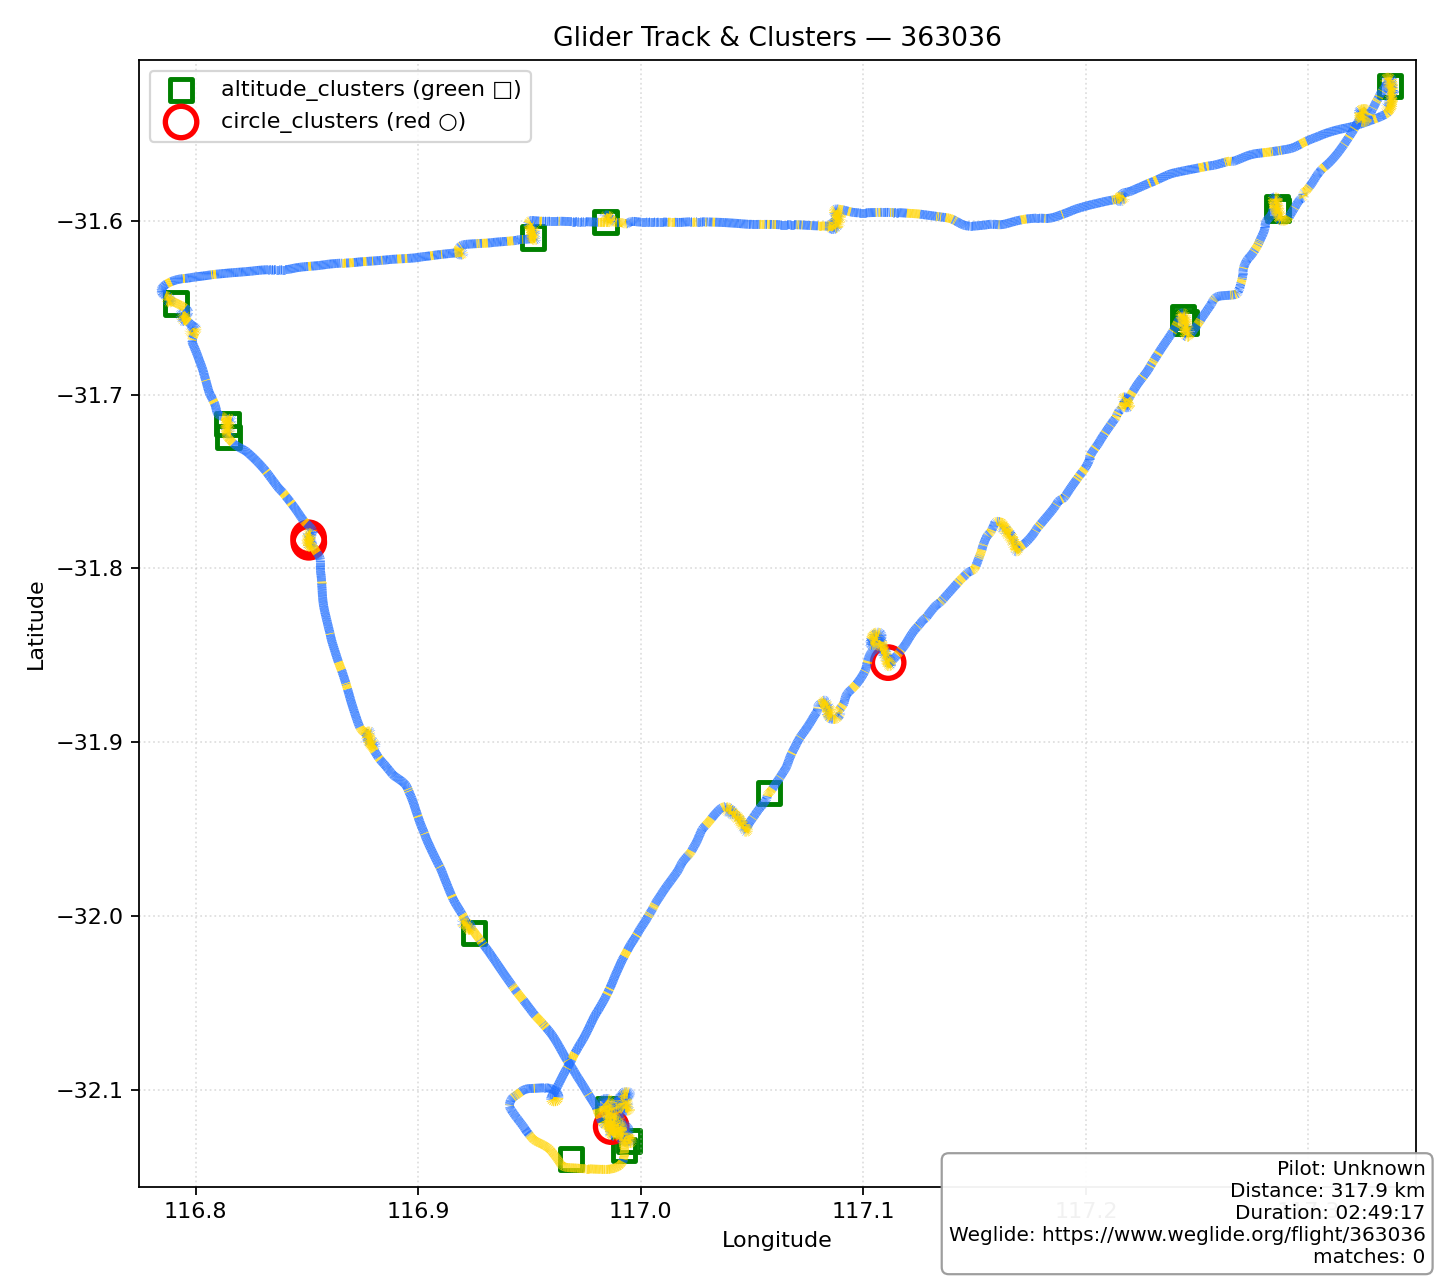 Glider Track & Clusters — 363036
altitude_clusters (green □)
circle_clusters (red ○)
−31.6
−31.7
−31.8
−31.9
−32.0
−32.1
Latitude
116.8
116.9
117.0
117.1
117.2
Longitude
Pilot: Unknown
Distance: 317.9 km
Duration: 02:49:17
Weglide: https://www.weglide.org/flight/363036
matches: 0